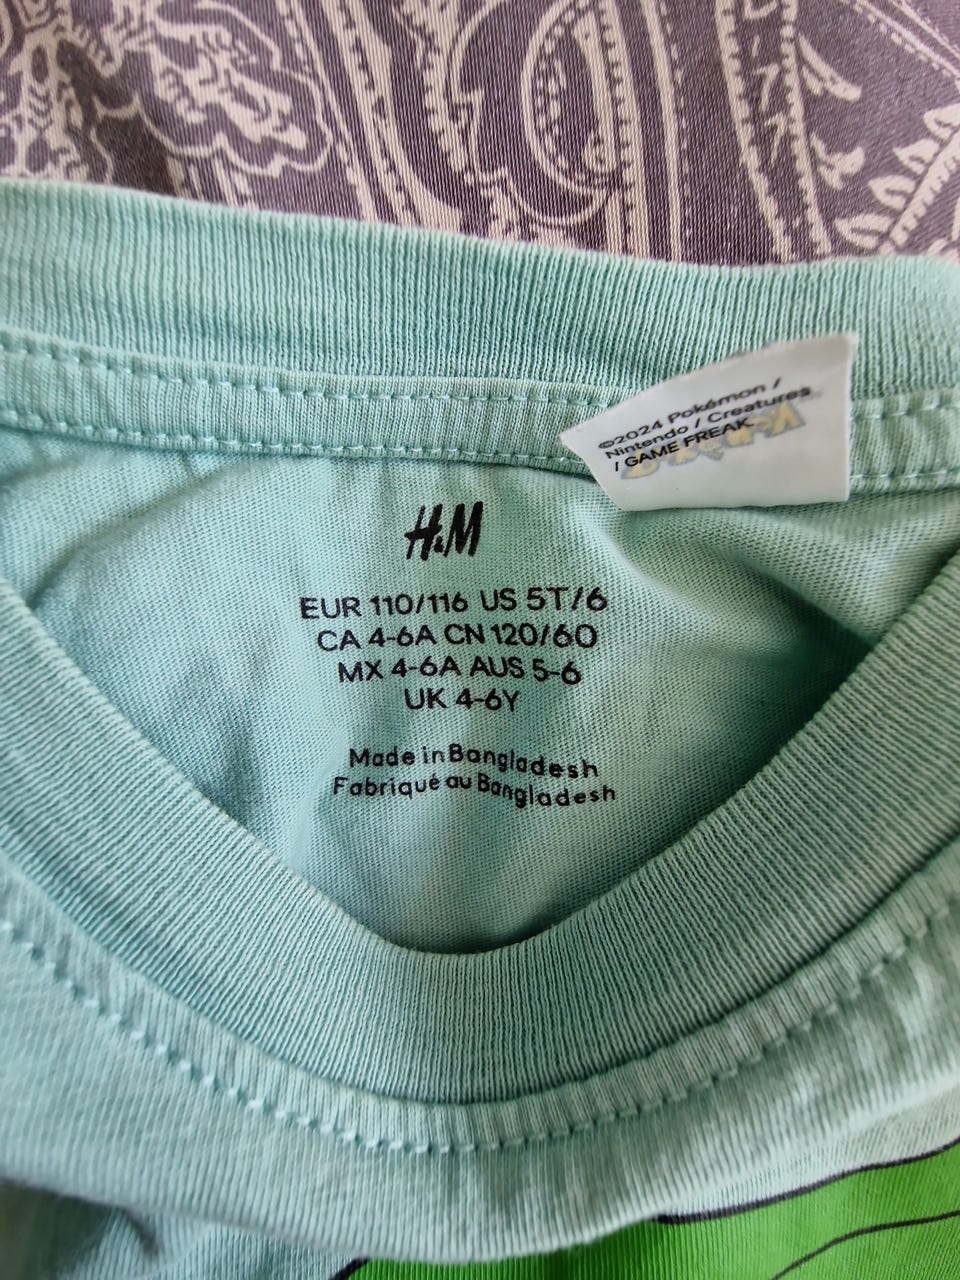 ©2024 Pokémon /
Nintendo / Creatures
/ GAME FREAK
H&M
EUR 110/116 US 5T/6
CA 4-6A CN 120/60
MX 4-6A AUS 5-6
UK 4-6Y
Made in Bangladesh
Fabriqué au Bangladesh